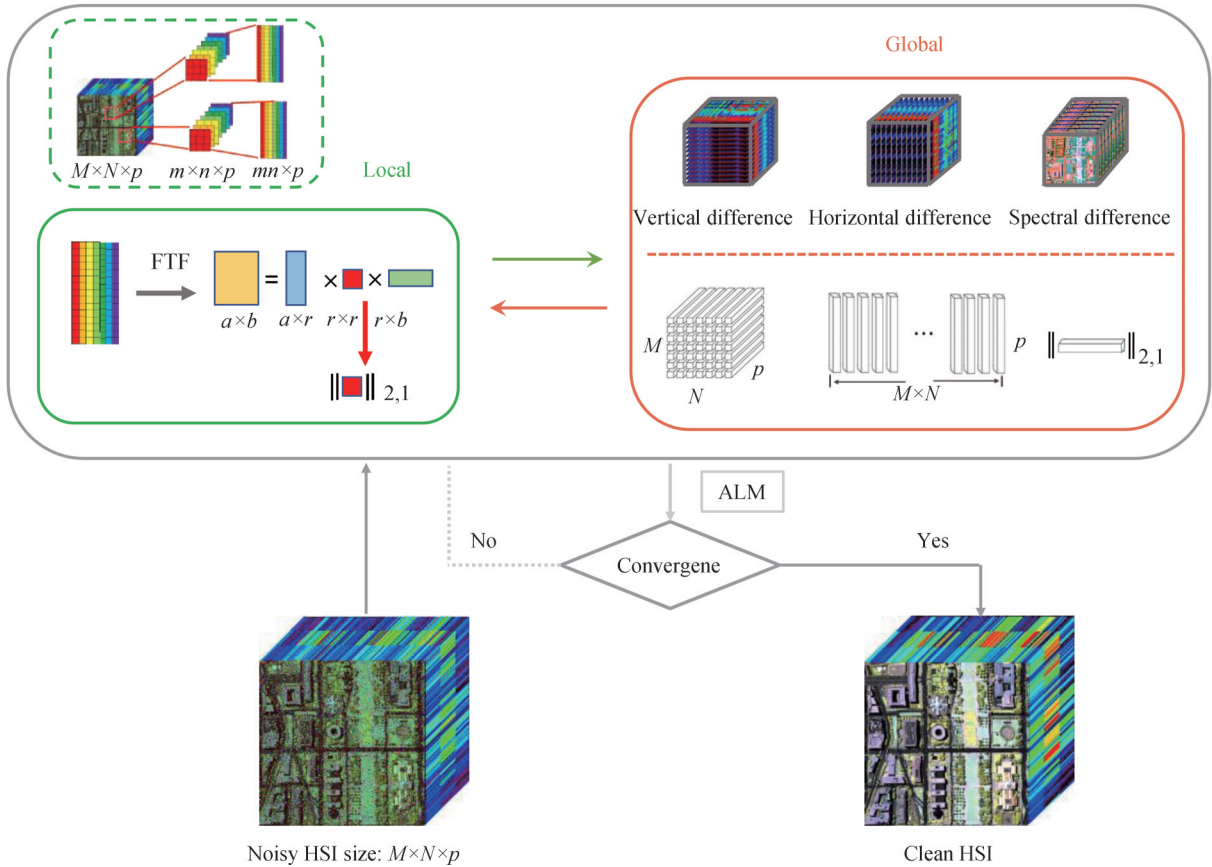 Global
M×N×p
m×n×p
mn×p
Local
Vertical difference
Horizontal difference
Spectral difference
FTF
=
×
×
a×b
a×r
r×r
r×b
‖ ‖ 2,1
M
N
p
...
M×N
p
‖ ‖ 2,1
ALM
No
Convergene
Yes
Noisy HSI size: M×N×p
Clean HSI